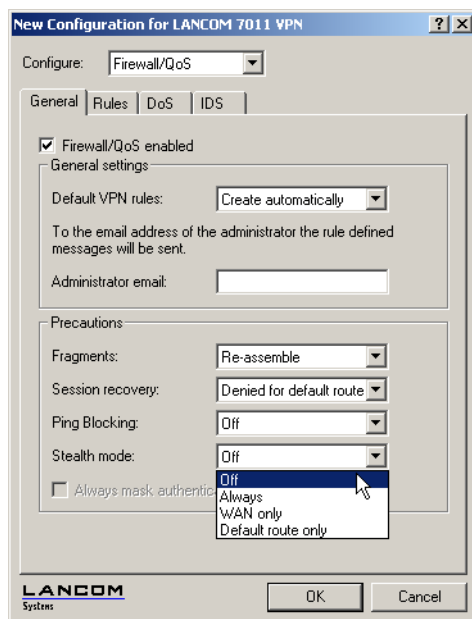 New Configuration for LANCOM 7011 VPN
Configure: Firewall/QoS
General Rules DoS IDS
Firewall/QoS enabled
General settings
Default VPN rules: Create automatically
To the email address of the administrator the rule defined
messages will be sent.
Administrator email:
Precautions
Fragments: Re-assemble
Session recovery: Denied for default route
Ping Blocking: Off
Stealth mode: Off
Off
Always mask authentic
Always
WAN only
Default route only
LANCOM
Systems
OK Cancel